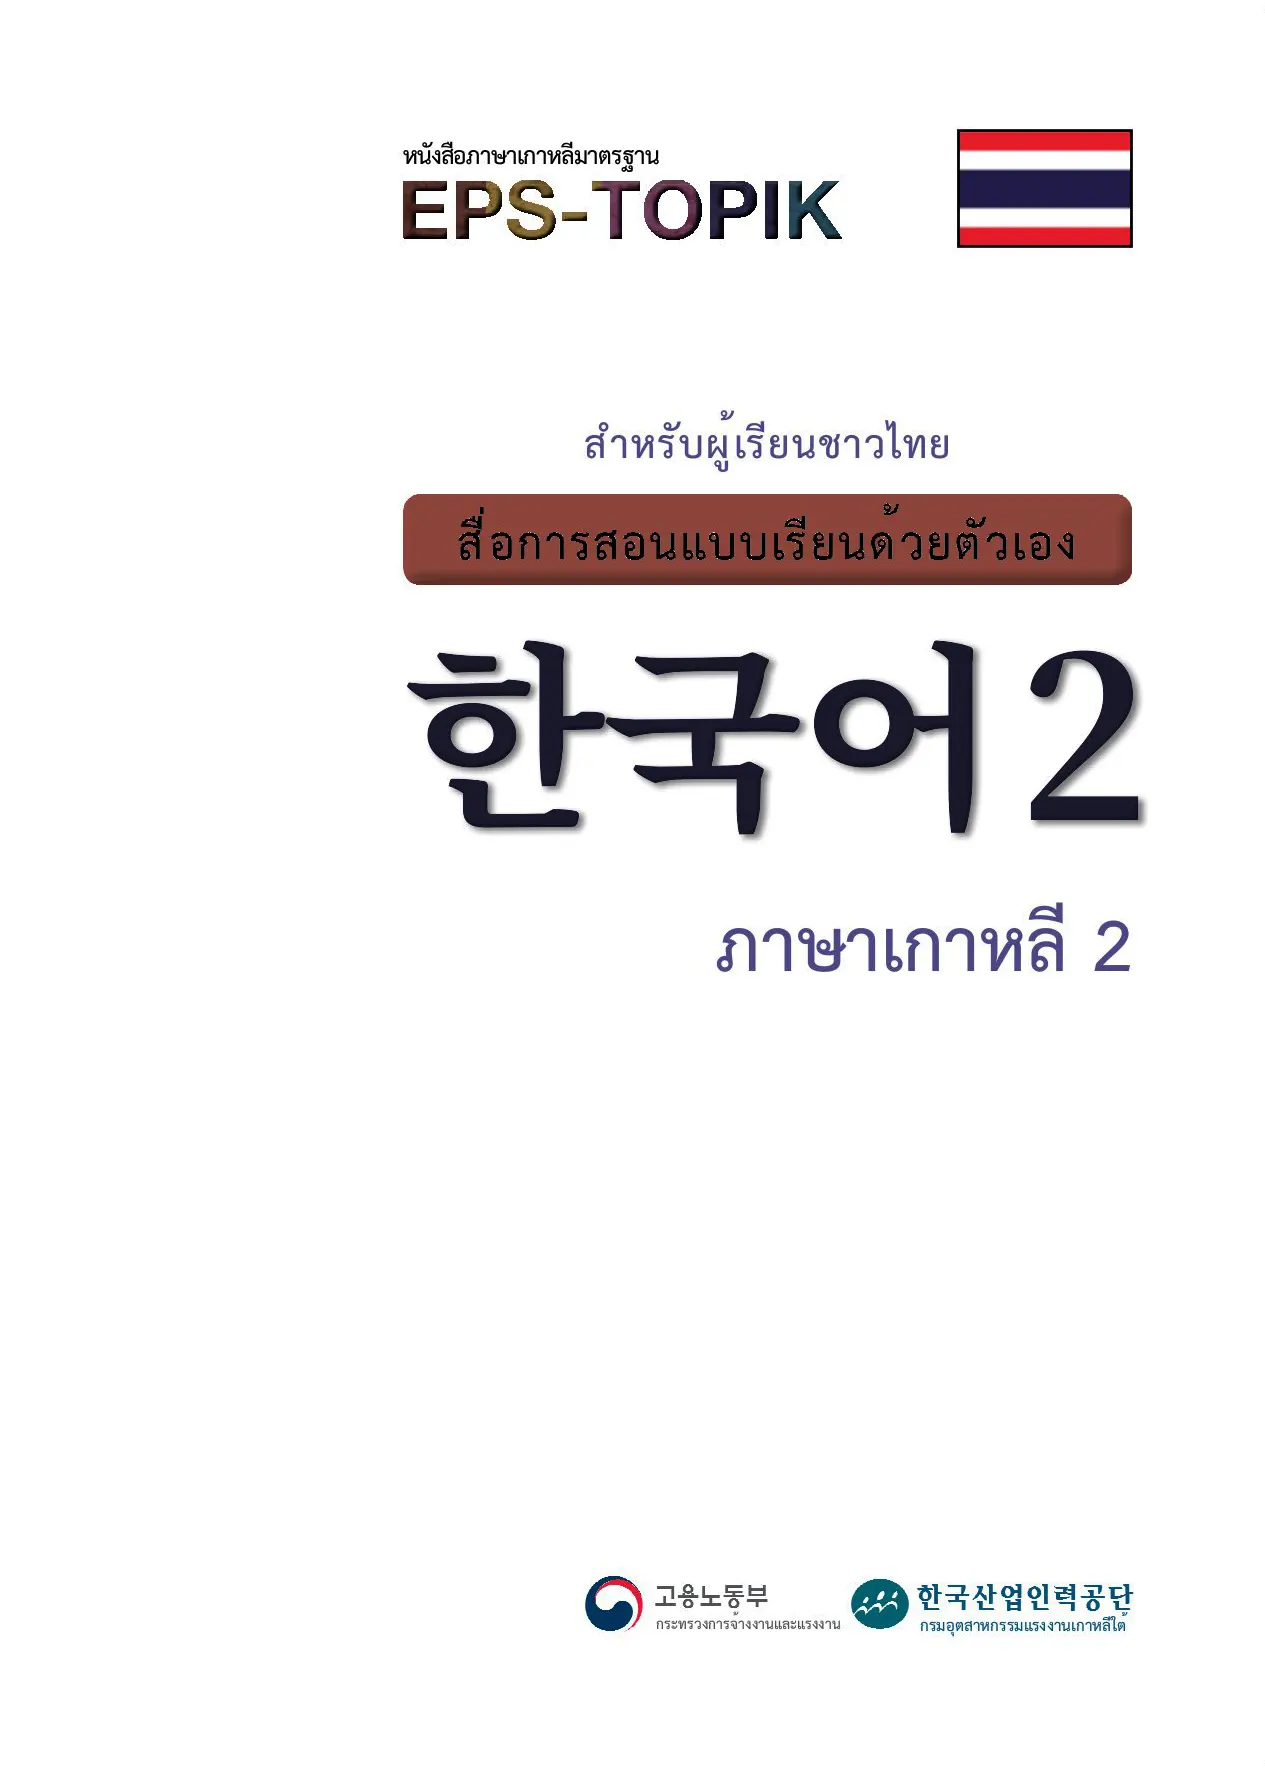 หนังสือภาษาเกาหลีมาตรฐาน
EPS-TOPIK
สำหรับผู้เรียนชาวไทย
สื่อการสอนแบบเรียนด้วยตัวเอง
한국어2
ภาษาเกาหลี 2
고용노동부
กระทรวงการจ้างงานและแรงงาน
한국산업인력공단
กรมอุตสาหกรรมแรงงานเกาหลีใต้